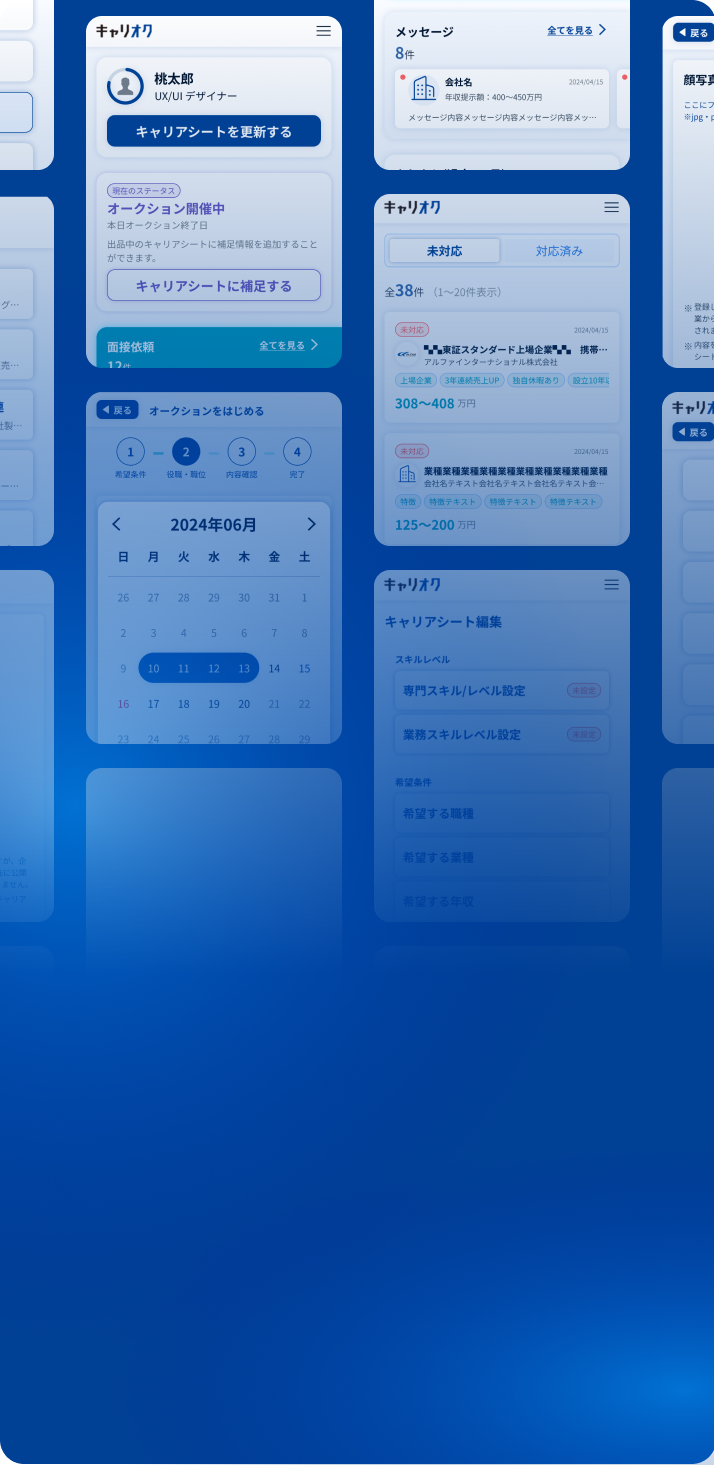 キャリオク
桃太郎
UX/UI デザイナー
キャリアシートを更新する
現在のステータス
オークション開催中
本日オークション終了日
出品中のキャリアシートに補足情報を追加すること
ができます。
キャリアシートに補足する
面接依頼
全てを見る
12件
戻る
オークションをはじめる
1 2 3 4
希望条件 役職・職位 内容確認 完了
2024年06月
日 月 火 水 木 金 土
26 27 28 29 30 31 1
2 3 4 5 6 7 8
9 10 11 12 13 14 15
16 17 18 19 20 21 22
23 24 25 26 27 28 29
メッセージ
全てを見る
8件
会社名
2024/04/15
年収提示額：400〜450万円
メッセージ内容メッセージ内容メッセージ内容メッ…
キャリオク
未対応
対応済み
全38件 （1〜20件表示）
未対応
2024/04/15
東証スタンダード上場企業 携帯…
アルファインターナショナル株式会社
上場企業 3年連続売上UP 独自休暇あり 設立10年以
308〜408 万円
未対応
2024/04/15
業種業種業種業種業種業種業種業種業種業種業種
会社名テキスト会社名テキスト会社名テキスト会…
特徴 特徴テキスト 特徴テキスト 特徴テキスト
125〜200 万円
キャリオク
キャリアシート編集
スキルレベル
専門スキル/レベル設定
未設定
業務スキルレベル設定
未設定
希望条件
希望する職種
希望する業種
希望する年収
戻る
顔写真
ここにフ
※jpg・p
※ 登録し
業から
されま
※ 内容を
シート
キャリオ
戻る
グ…
売…
社製…
ー…
すが、企
に公開
ません。
ャリア